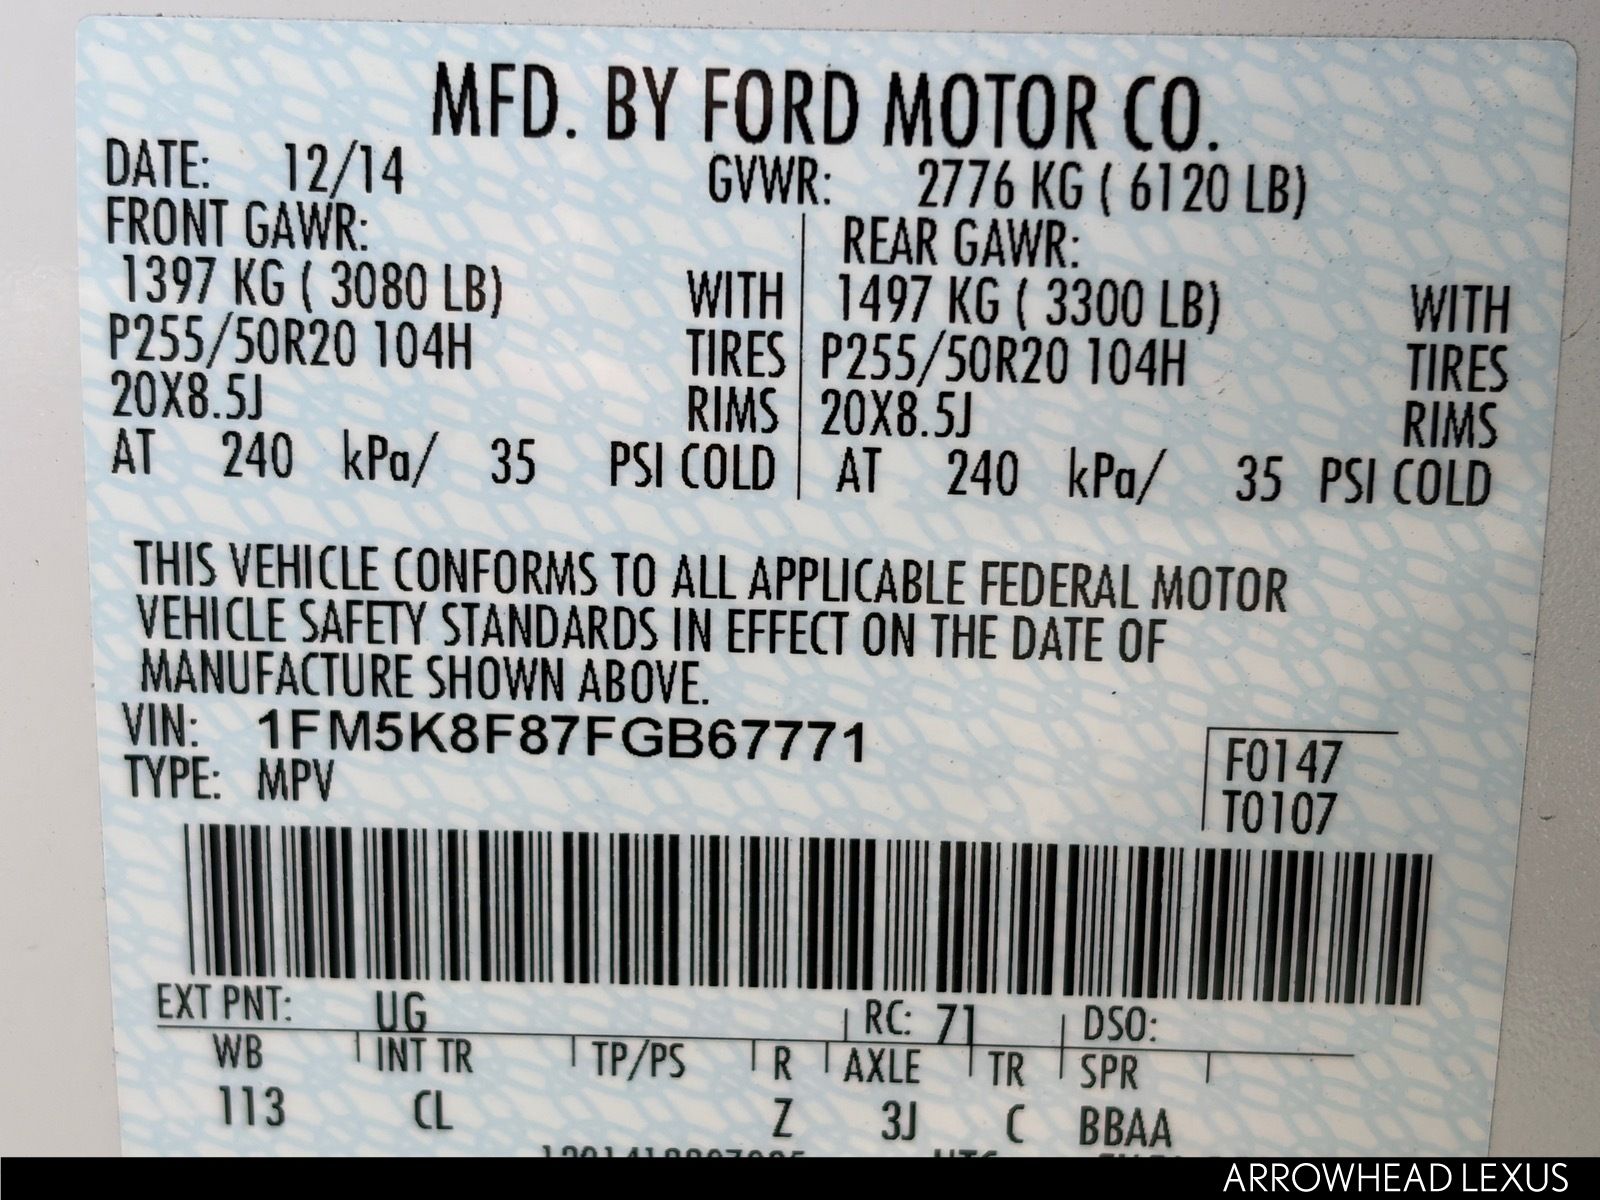 MFD. BY FORD MOTOR CO.
DATE: 12/14 GVWR: 2776 KG ( 6120 LB)
FRONT GAWR: REAR GAWR:
1397 KG ( 3080 LB) WITH 1497 KG ( 3300 LB) WITH
P255/50R20 104H TIRES P255/50R20 104H TIRES
20X8.5J RIMS 20X8.5J RIMS
AT 240 kPa/ 35 PSI COLD AT 240 kPa/ 35 PSI COLD
THIS VEHICLE CONFORMS TO ALL APPLICABLE FEDERAL MOTOR
VEHICLE SAFETY STANDARDS IN EFFECT ON THE DATE OF
MANUFACTURE SHOWN ABOVE.
VIN: 1FM5K8F87FGB67771
F0147
TYPE: MPV
T0107
EXT PNT: UG RC: 71 DSO:
WB INT TR TP/PS R AXLE TR SPR
113 CL Z 3J C BBAA
ARROWHEAD LEXUS